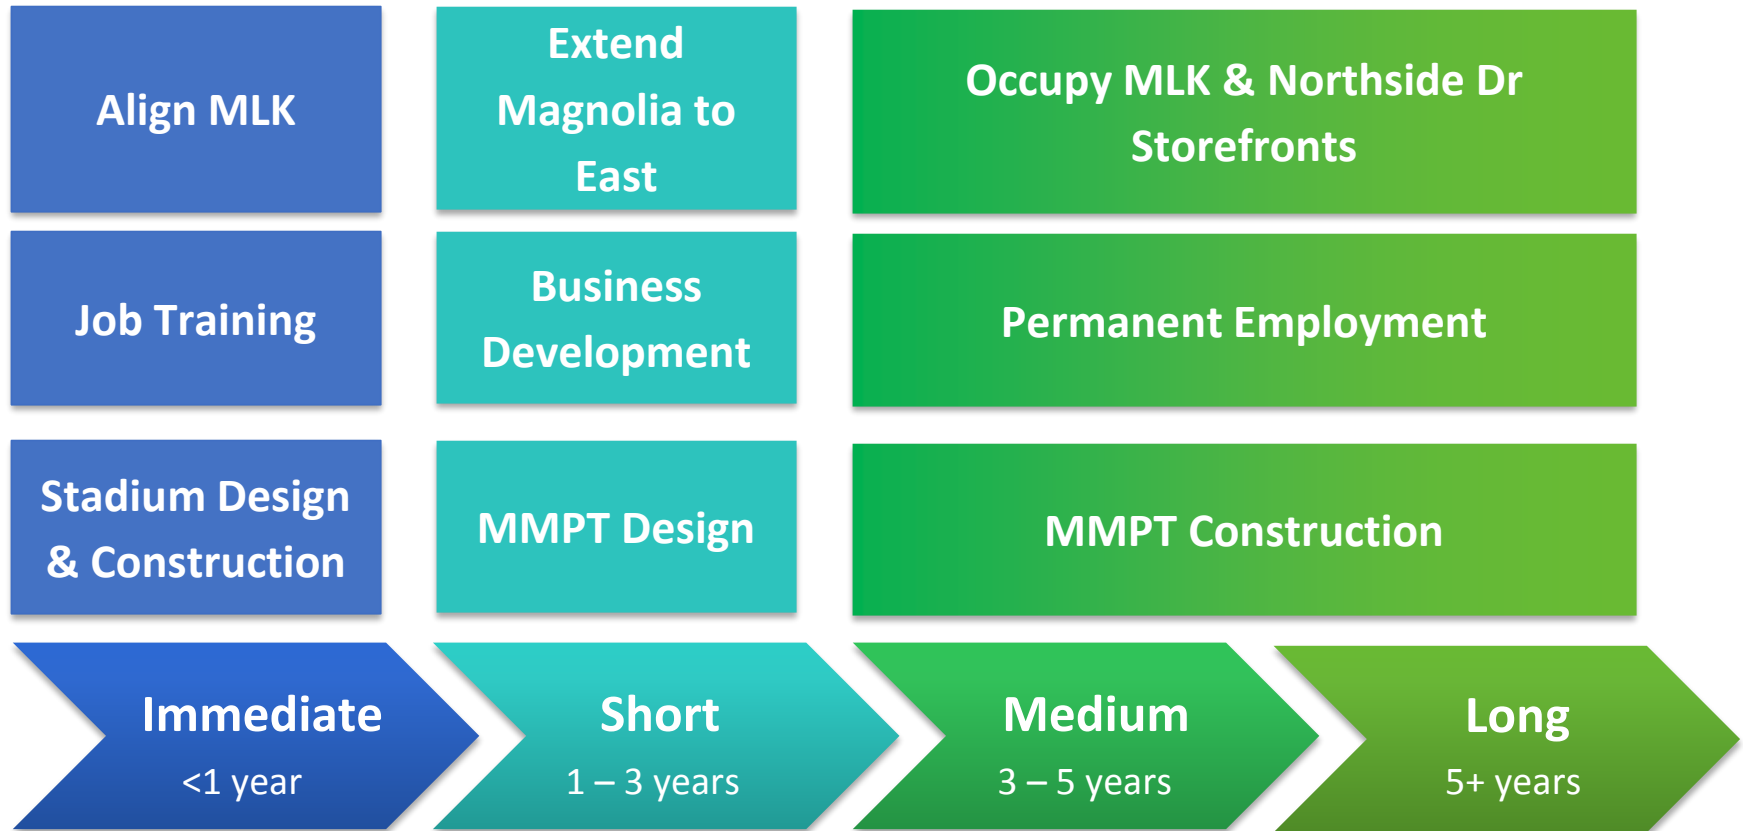 Align MLK
Extend
Magnolia to
East
Occupy MLK & Northside Dr
Storefronts
Job Training
Business
Development
Permanent Employment
Stadium Design
& Construction
MMPT Design
MMPT Construction
Immediate
<1 year
Short
1 – 3 years
Medium
3 – 5 years
Long
5+ years